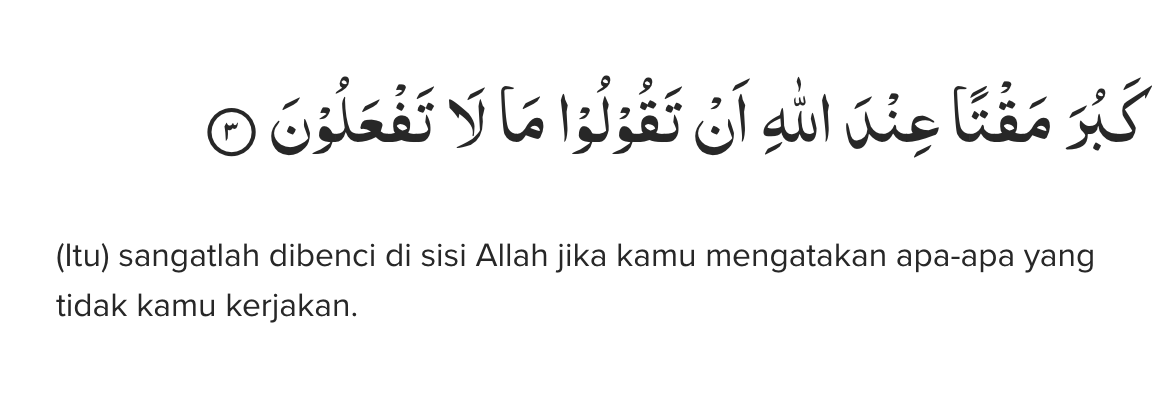 كَبُرَ مَقْتًا عِنْدَ اللّٰهِ اَنْ تَقُوْلُوْا مَا لَا تَفْعَلُوْنَ ۝٣
(Itu) sangatlah dibenci di sisi Allah jika kamu mengatakan apa-apa yang
tidak kamu kerjakan.